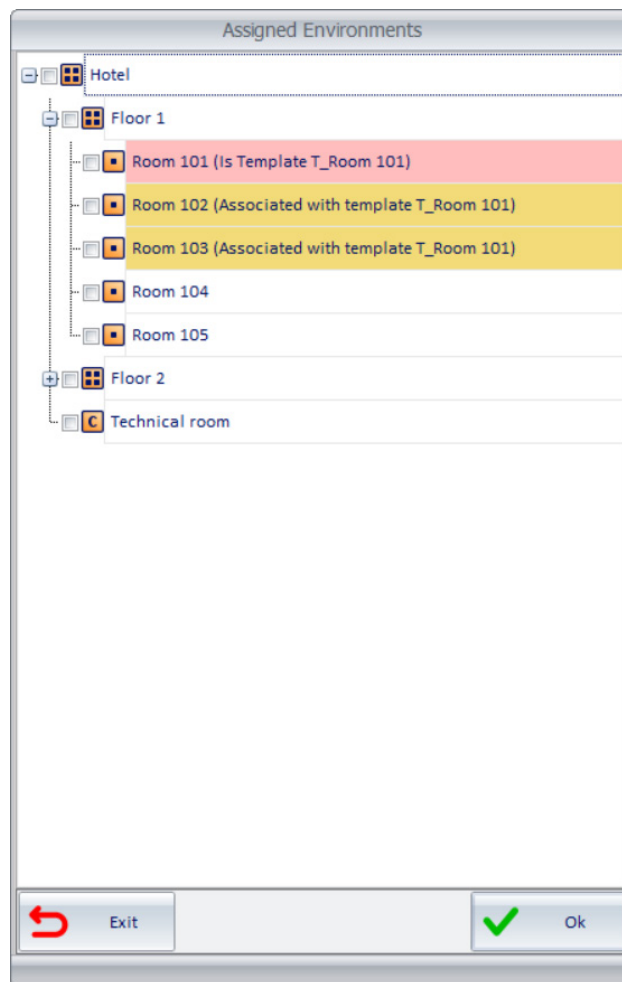 Assigned Environments
Hotel
Floor 1
Room 101 (Is Template T_Room 101)
Room 102 (Associated with template T_Room 101)
Room 103 (Associated with template T_Room 101)
Room 104
Room 105
Floor 2
C Technical room
Exit Ok